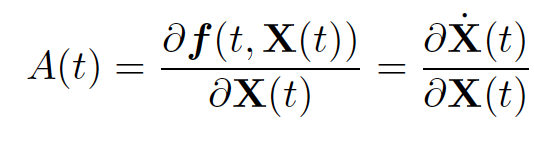 A(t) = ∂𝒇(t, 𝐗(t)) / ∂𝐗(t) = ∂𝐗̇(t) / ∂𝐗(t)